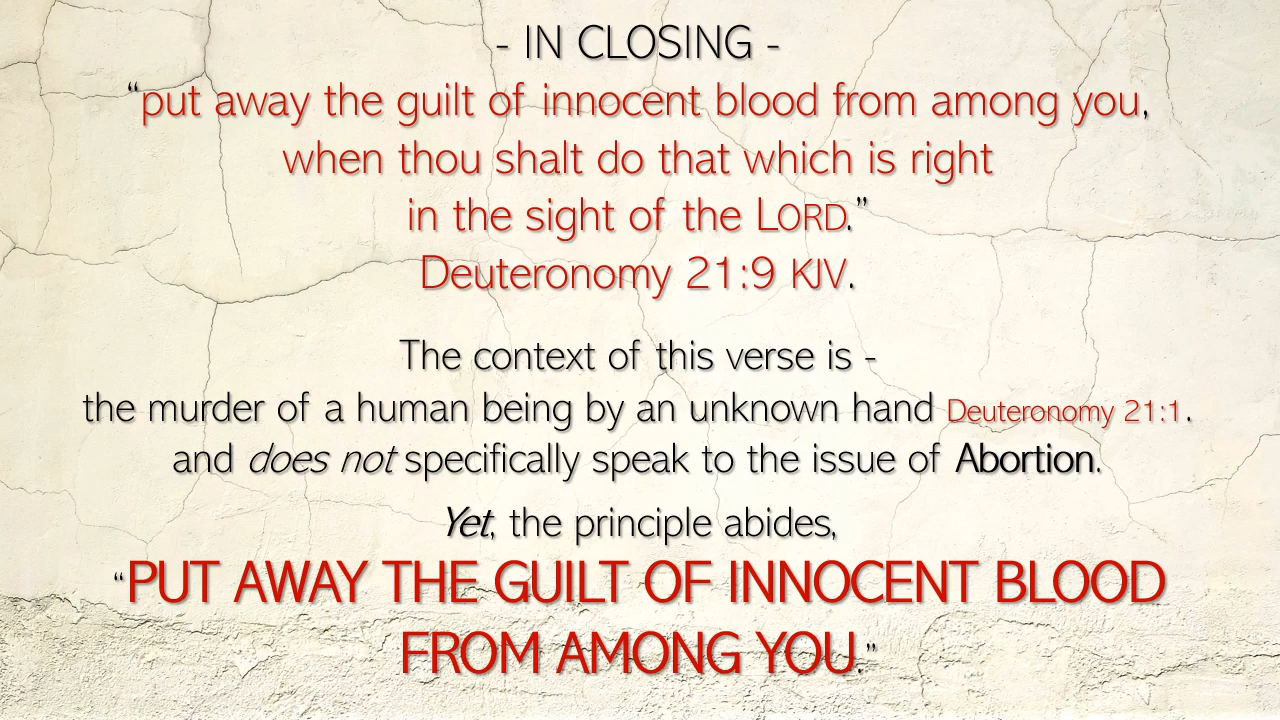 - IN CLOSING -
“put away the guilt of innocent blood from among you,
when thou shalt do that which is right
in the sight of the LORD.”
Deuteronomy 21:9 KJV.
The context of this verse is -
the murder of a human being by an unknown hand Deuteronomy 21:1.
and does not specifically speak to the issue of Abortion.
Yet, the principle abides,
“PUT AWAY THE GUILT OF INNOCENT BLOOD
FROM AMONG YOU.”